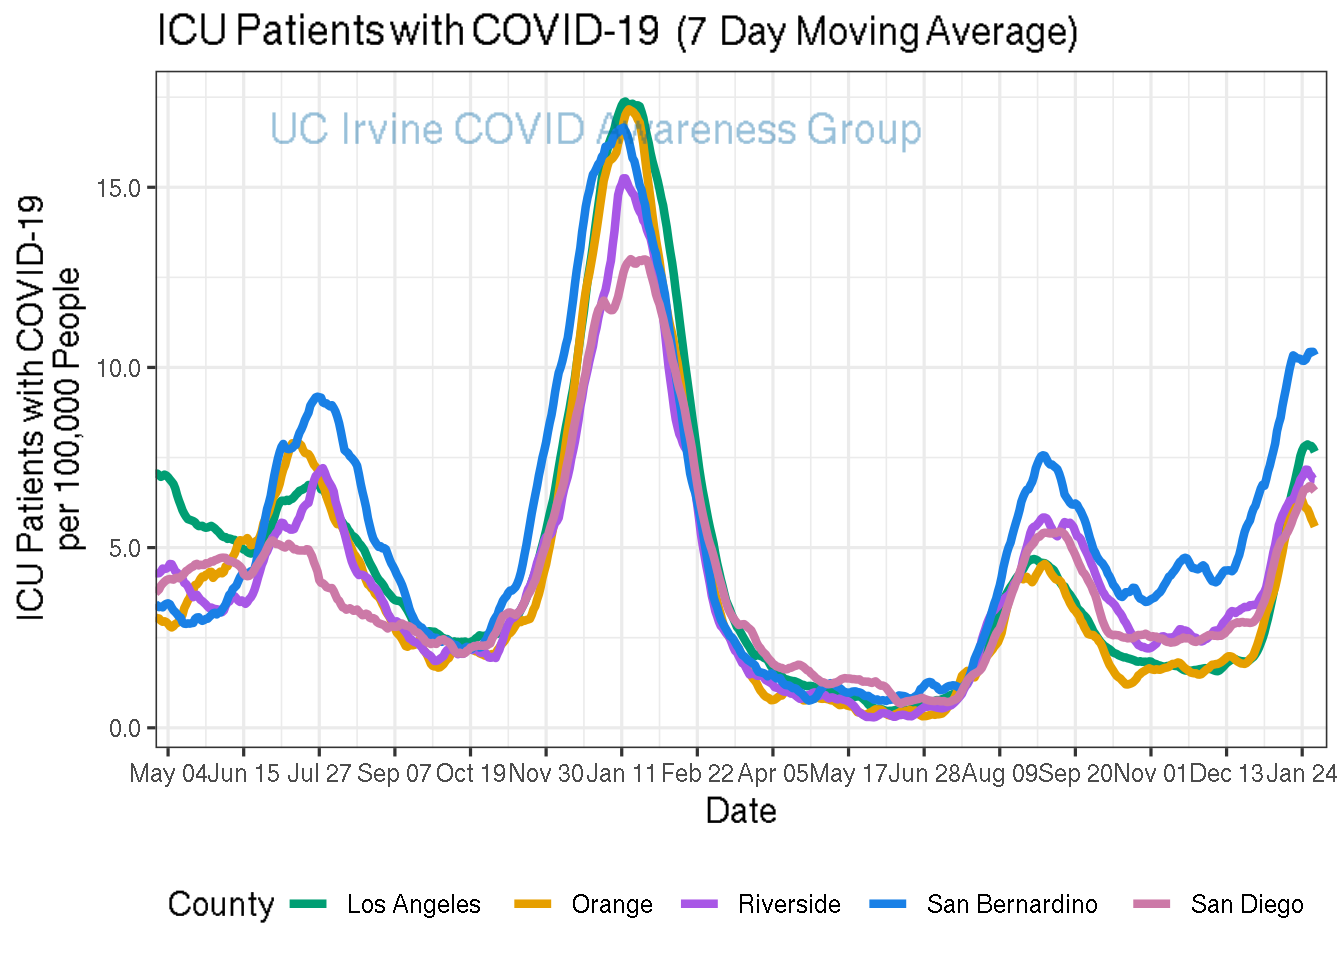 ICU Patients with COVID-19 (7 Day Moving Average)
UC Irvine COVID Awareness Group
ICU Patients with COVID-19
per 100,000 People
15.0
10.0
5.0
0.0
May 04 Jun 15 Jul 27 Sep 07 Oct 19 Nov 30 Jan 11 Feb 22 Apr 05 May 17 Jun 28 Aug 09 Sep 20 Nov 01 Dec 13 Jan 24
Date
County Los Angeles Orange Riverside San Bernardino San Diego